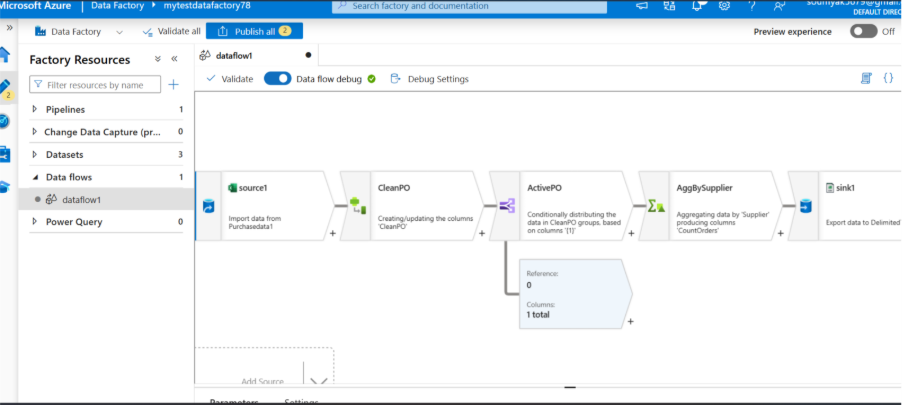 Microsoft Azure
Data Factory
mytestdatafactory78
Search factory and documentation
DEFAULT DIREC
Data Factory
Validate all
Publish all
2
Preview experience
Off
2
Factory Resources
Filter resources by name
Pipelines 1
Change Data Capture (pr... 0
Datasets 3
Data flows 1
dataflow1
Power Query 0
dataflow1
Validate
Data flow debug
Debug Settings
source1
Import data from
Purchasedata1
CleanPO
Creating/updating the columns
'CleanPO'
ActivePO
Conditionally distributing the
data in CleanPO groups, based
on columns '{1}'
AggBySupplier
Aggregating data by 'Supplier'
producing columns
'CountOrders'
sink1
Export data to Delimited
Reference:
0
Columns:
1 total
Add Source
Parameters
Settings